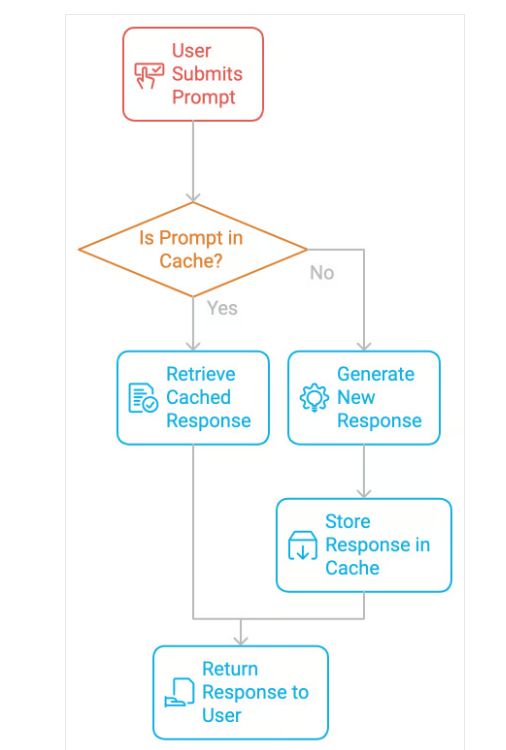 User
Submits
Prompt
Is Prompt in
Cache?
No
Yes
Retrieve
Cached
Response
Generate
New
Response
Store
Response in
Cache
Return
Response to
User